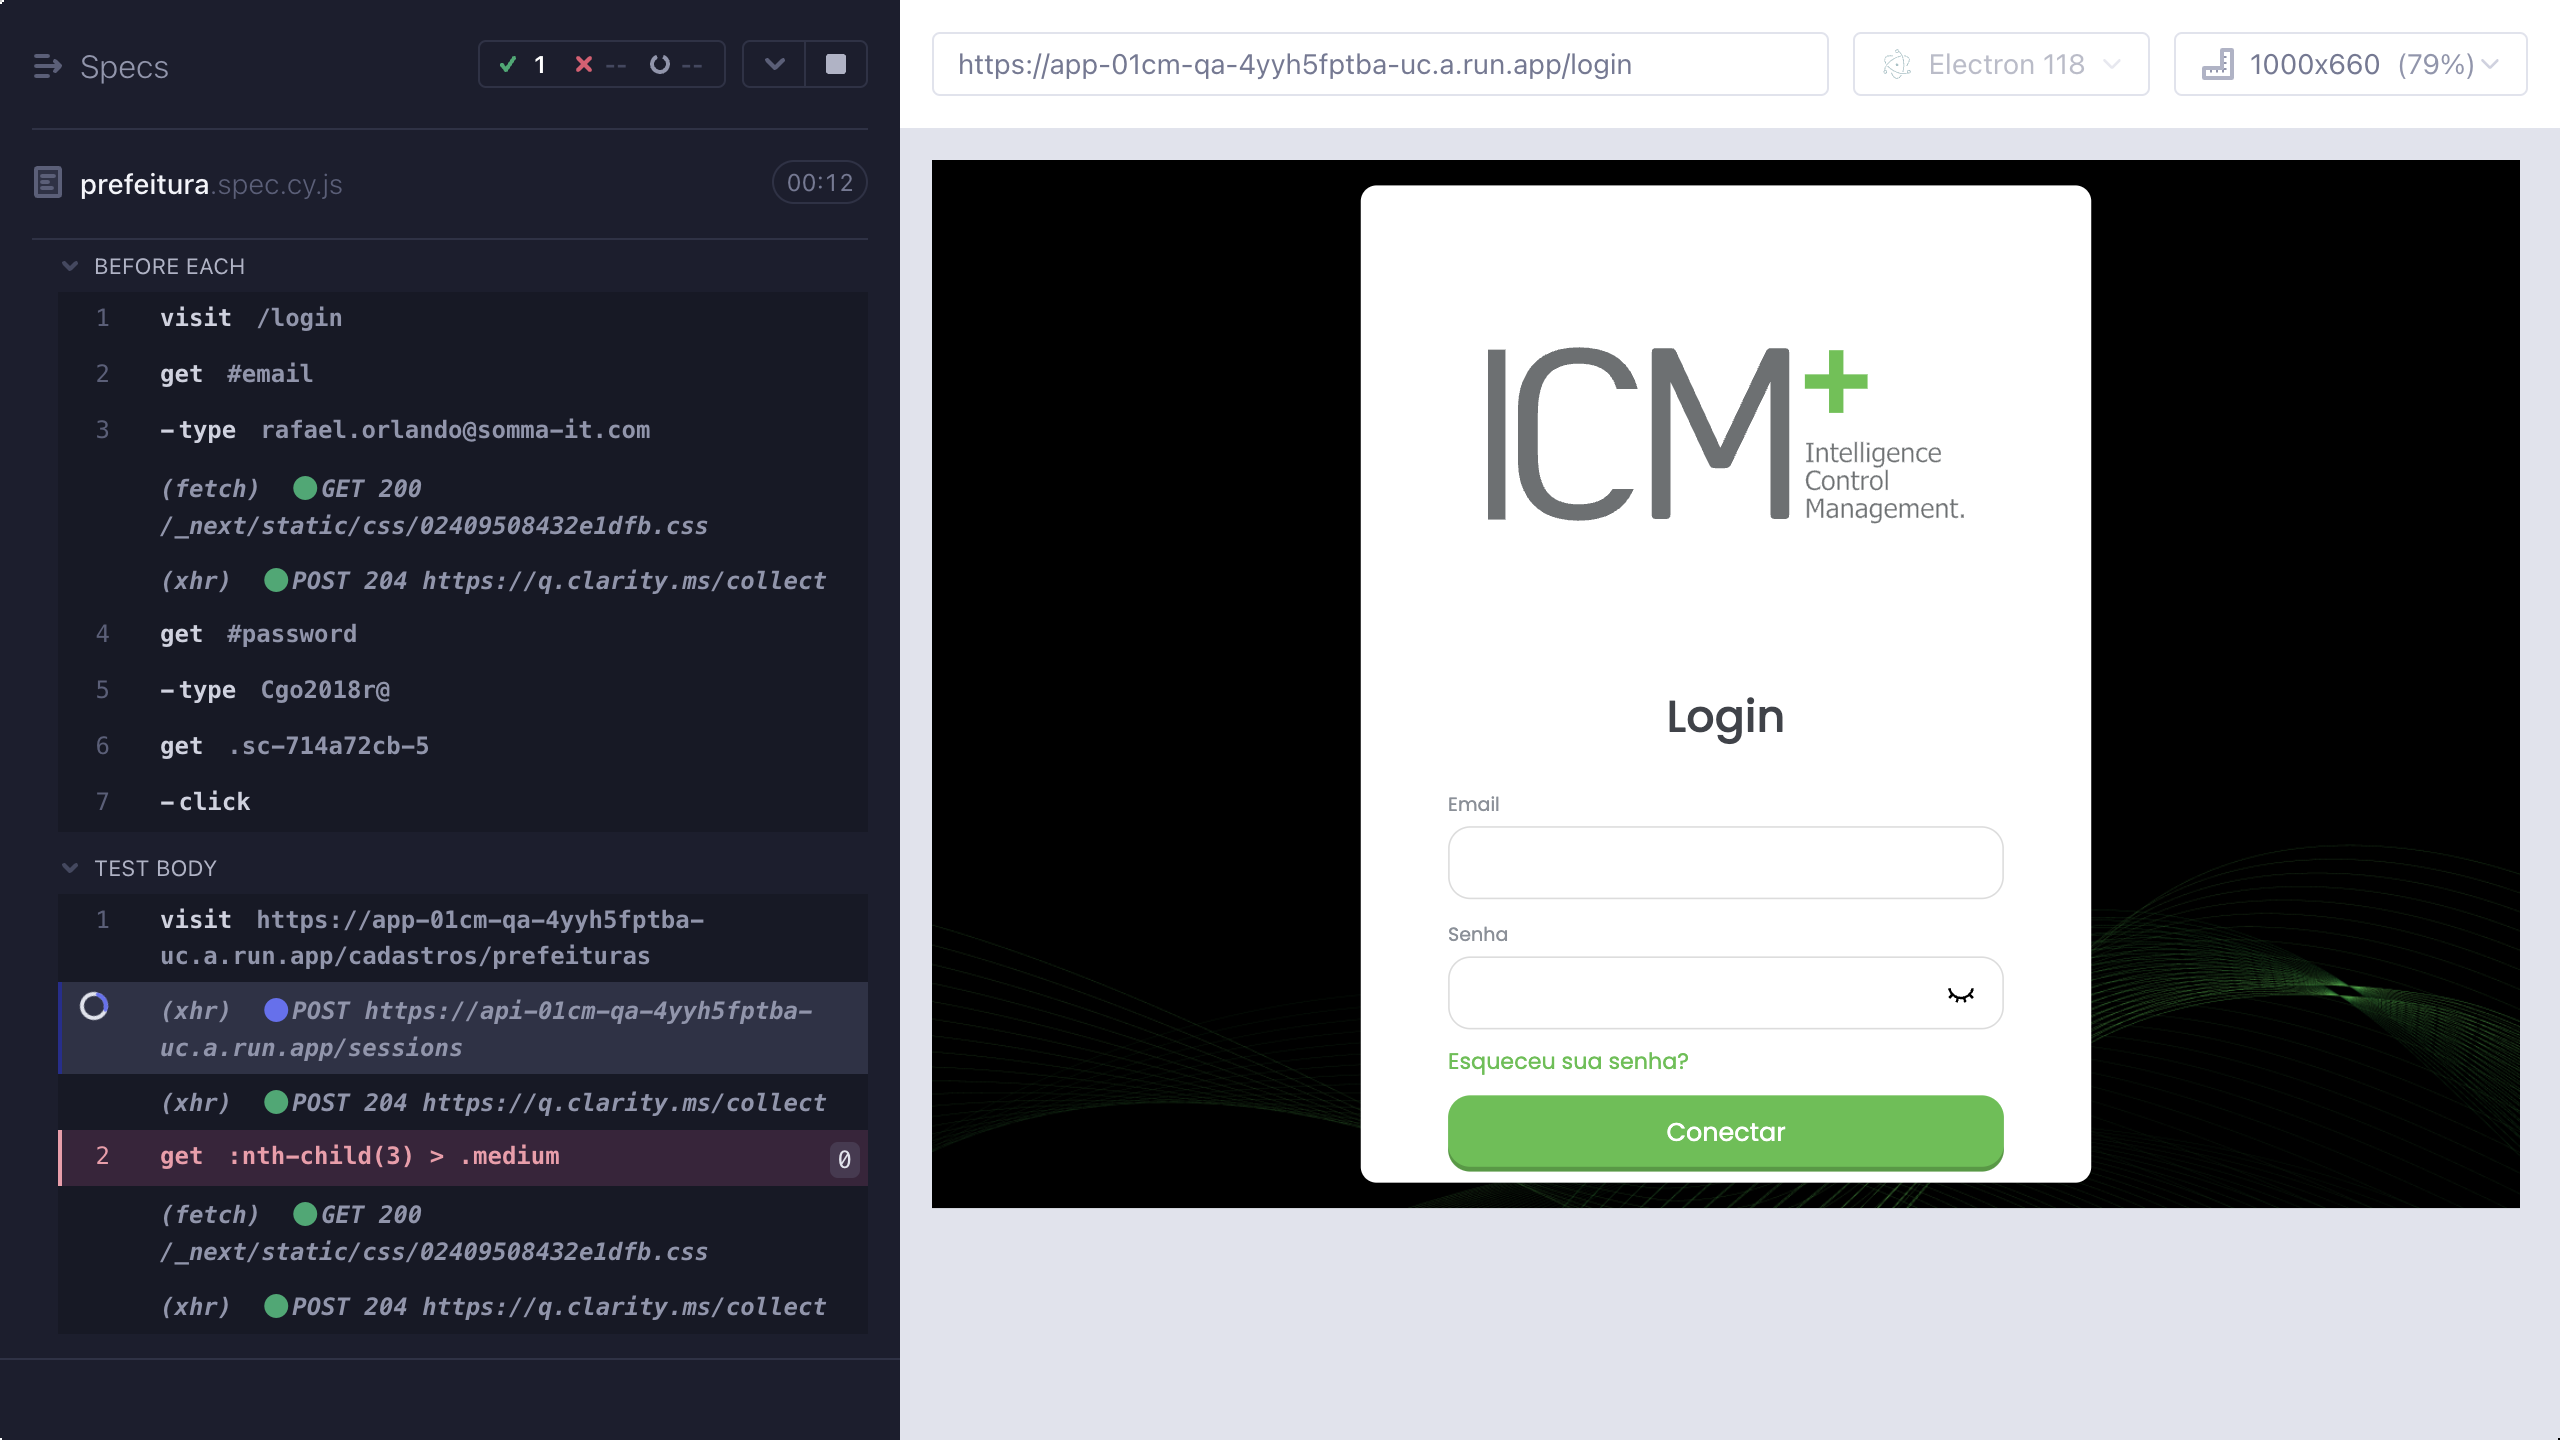 Specs
1
--
--
prefeitura.spec.cy.js
00:12
BEFORE EACH
1 visit /login
2 get #email
3 -type rafael.orlando@somma-it.com
(fetch) GET 200
/_next/static/css/02409508432e1dfb.css
(xhr) POST 204 https://q.clarity.ms/collect
4 get #password
5 -type Cgo2018r@
6 get .sc-714a72cb-5
7 -click
TEST BODY
1 visit https://app-01cm-qa-4yyh5fptba-
uc.a.run.app/cadastros/prefeituras
(xhr) POST https://api-01cm-qa-4yyh5fptba-
uc.a.run.app/sessions
(xhr) POST 204 https://q.clarity.ms/collect
2 get :nth-child(3) > .medium 0
(fetch) GET 200
/_next/static/css/02409508432e1dfb.css
(xhr) POST 204 https://q.clarity.ms/collect
https://app-01cm-qa-4yyh5fptba-uc.a.run.app/login
Electron 118
1000x660 (79%)
ICM+
Intelligence
Control
Management.
Login
Email
Senha
Esqueceu sua senha?
Conectar